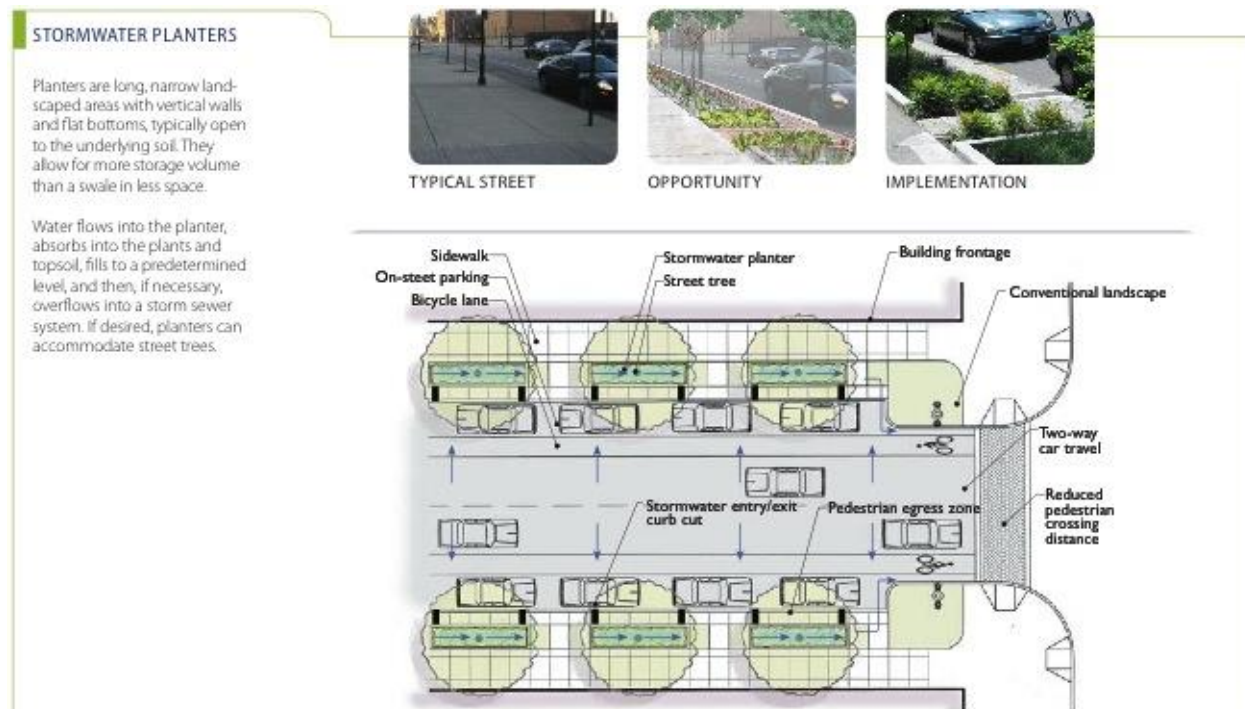 STORMWATER PLANTERS
Planters are long, narrow land-
scaped areas with vertical walls
and flat bottoms, typically open
to the underlying soil. They
allow for more storage volume
than a swale in less space.
Water flows into the planter,
absorbs into the plants and
topsoil, fills to a predetermined
level, and then, if necessary,
overflows into a storm sewer
system. If desired, planters can
accommodate street trees.
TYPICAL STREET
OPPORTUNITY
IMPLEMENTATION
Sidewalk
On-steet parking
Bicycle lane
Stormwater planter
Street tree
Building frontage
Conventional landscape
Two-way
car travel
Stormwater entry/exit
curb cut
Pedestrian egress zone
Reduced
pedestrian
crossing
distance